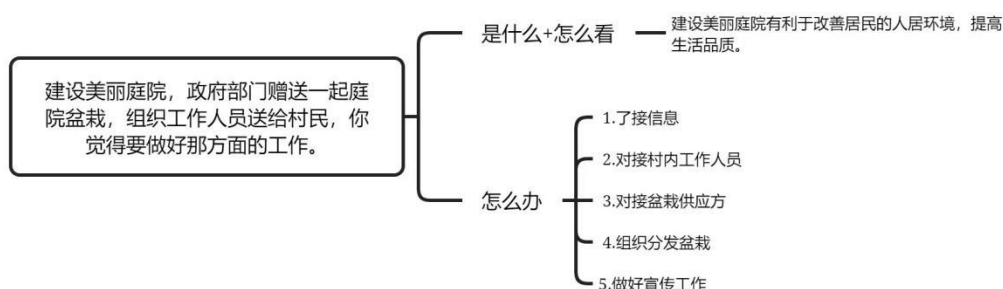 建设美丽庭院，政府部门赠送一起庭
院盆栽，组织工作人员送给村民，你
觉得要做好那方面的工作。
是什么+怎么看
建设美丽庭院有利于改善居民的人居环境，提高
生活品质。
怎么办
1.了接信息
2.对接村内工作人员
3.对接盆栽供应方
4.组织分发盆栽
5.做好宣传工作